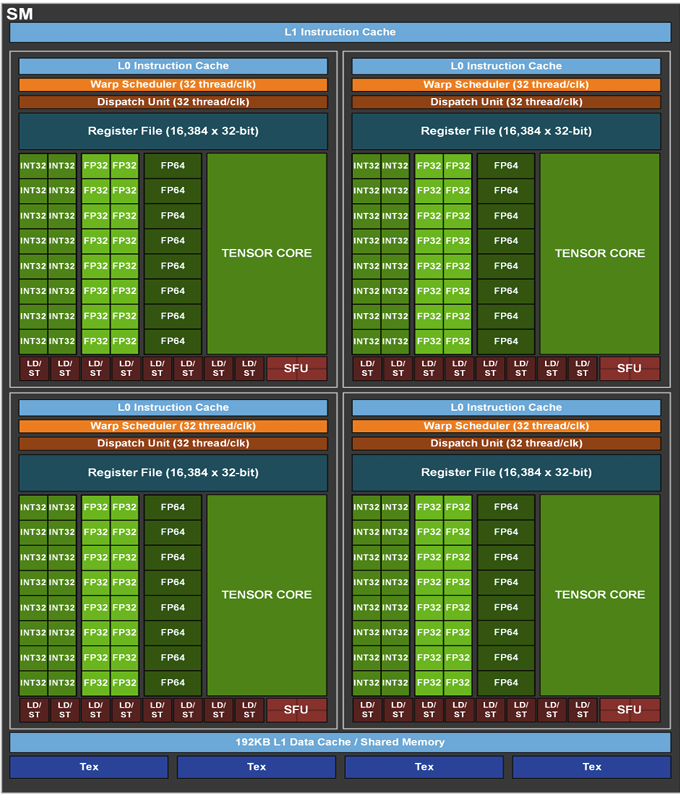 SM
L1 Instruction Cache
L0 Instruction Cache
Warp Scheduler (32 thread/clk)
Dispatch Unit (32 thread/clk)
Register File (16,384 x 32-bit)
INT32 INT32 FP32 FP32 FP64
INT32 INT32 FP32 FP32 FP64
INT32 INT32 FP32 FP32 FP64
INT32 INT32 FP32 FP32 FP64
TENSOR CORE
INT32 INT32 FP32 FP32 FP64
INT32 INT32 FP32 FP32 FP64
INT32 INT32 FP32 FP32 FP64
INT32 INT32 FP32 FP32 FP64
LD/ LD/ LD/ LD/ LD/ LD/ LD/ LD/
ST ST ST ST ST ST ST ST
SFU
L0 Instruction Cache
Warp Scheduler (32 thread/clk)
Dispatch Unit (32 thread/clk)
Register File (16,384 x 32-bit)
INT32 INT32 FP32 FP32 FP64
INT32 INT32 FP32 FP32 FP64
INT32 INT32 FP32 FP32 FP64
INT32 INT32 FP32 FP32 FP64
TENSOR CORE
INT32 INT32 FP32 FP32 FP64
INT32 INT32 FP32 FP32 FP64
INT32 INT32 FP32 FP32 FP64
INT32 INT32 FP32 FP32 FP64
LD/ LD/ LD/ LD/ LD/ LD/ LD/ LD/
ST ST ST ST ST ST ST ST
SFU
L0 Instruction Cache
Warp Scheduler (32 thread/clk)
Dispatch Unit (32 thread/clk)
Register File (16,384 x 32-bit)
INT32 INT32 FP32 FP32 FP64
INT32 INT32 FP32 FP32 FP64
INT32 INT32 FP32 FP32 FP64
INT32 INT32 FP32 FP32 FP64
TENSOR CORE
INT32 INT32 FP32 FP32 FP64
INT32 INT32 FP32 FP32 FP64
INT32 INT32 FP32 FP32 FP64
INT32 INT32 FP32 FP32 FP64
LD/ LD/ LD/ LD/ LD/ LD/ LD/ LD/
ST ST ST ST ST ST ST ST
SFU
L0 Instruction Cache
Warp Scheduler (32 thread/clk)
Dispatch Unit (32 thread/clk)
Register File (16,384 x 32-bit)
INT32 INT32 FP32 FP32 FP64
INT32 INT32 FP32 FP32 FP64
INT32 INT32 FP32 FP32 FP64
INT32 INT32 FP32 FP32 FP64
TENSOR CORE
INT32 INT32 FP32 FP32 FP64
INT32 INT32 FP32 FP32 FP64
INT32 INT32 FP32 FP32 FP64
INT32 INT32 FP32 FP32 FP64
LD/ LD/ LD/ LD/ LD/ LD/ LD/ LD/
ST ST ST ST ST ST ST ST
SFU
192KB L1 Data Cache / Shared Memory
Tex Tex Tex Tex